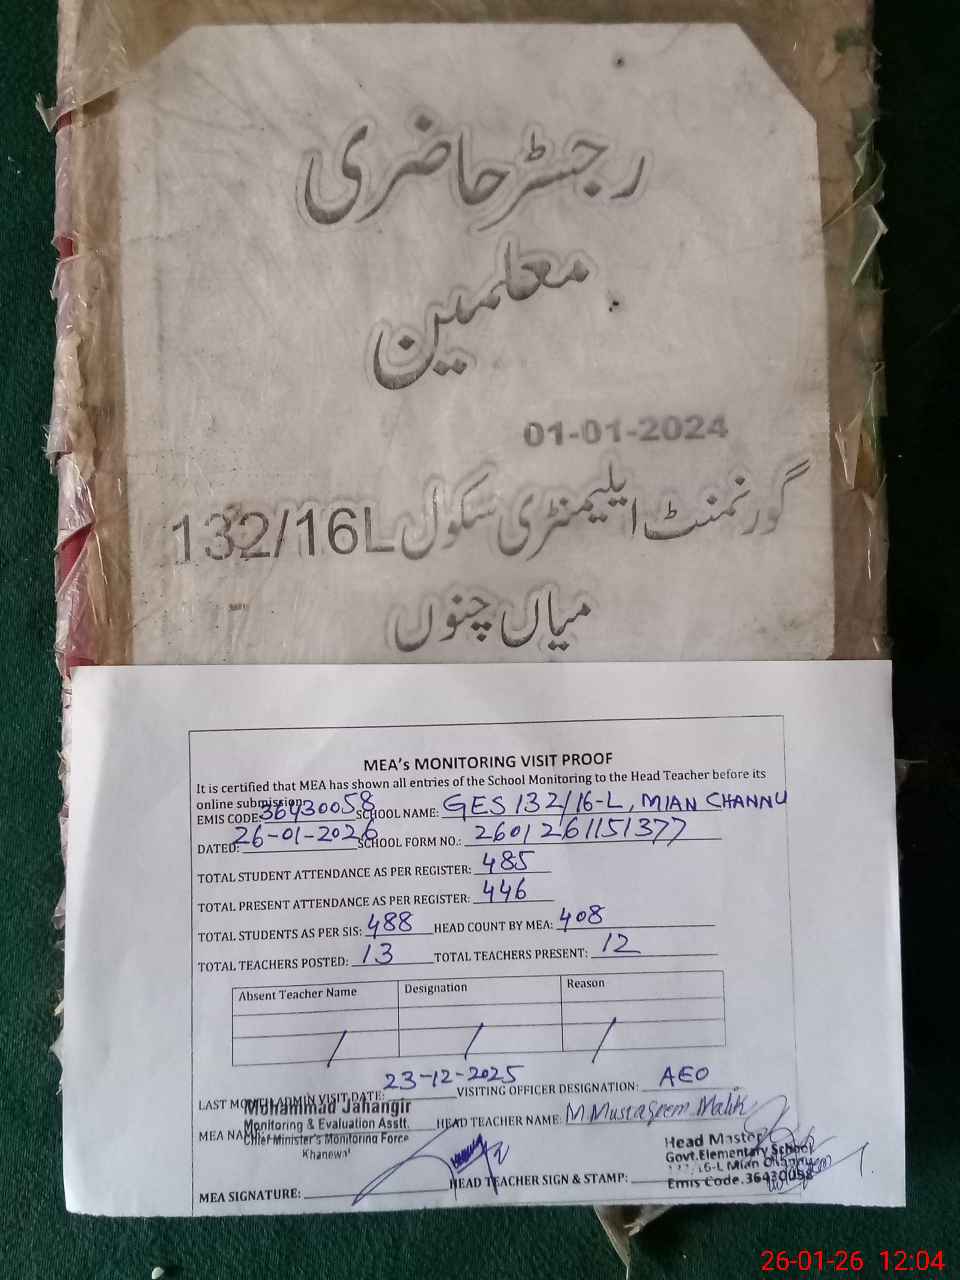 رجسٹر حاضری
معلمین
01-01-2024
گورنمنٹ ایلیمنٹری سکول 132/16L
میاں چنوں
MEA's MONITORING VISIT PROOF
It is certified that MEA has shown all entries of the School Monitoring to the Head Teacher before its
online submission.
EMIS CODE: 36430058 SCHOOL NAME: GES 132/16-L, MIAN CHANNU
DATED: 26-01-2026 SCHOOL FORM NO.: 2601261151377
TOTAL STUDENT ATTENDANCE AS PER REGISTER: 485
TOTAL PRESENT ATTENDANCE AS PER REGISTER: 446
TOTAL STUDENTS AS PER SIS: 488 HEAD COUNT BY MEA: 408
TOTAL TEACHERS POSTED: 13 TOTAL TEACHERS PRESENT: 12
Absent Teacher Name Designation Reason
/ / /
LAST MONTH ADMIN VISIT DATE: 23-12-2025 VISITING OFFICER DESIGNATION: AEO
Muhammad Jahangir
MEA NAME: HEAD TEACHER NAME: M Mustaqeem Malik
Monitoring & Evaluation Asstt.
Chief Minister's Monitoring Force
Khanewal
Head Master
Govt. Elementary School
132/16-L Mian Channu
Emis Code. 36430058
MEA SIGNATURE: HEAD TEACHER SIGN & STAMP:
26-01-26 12:04